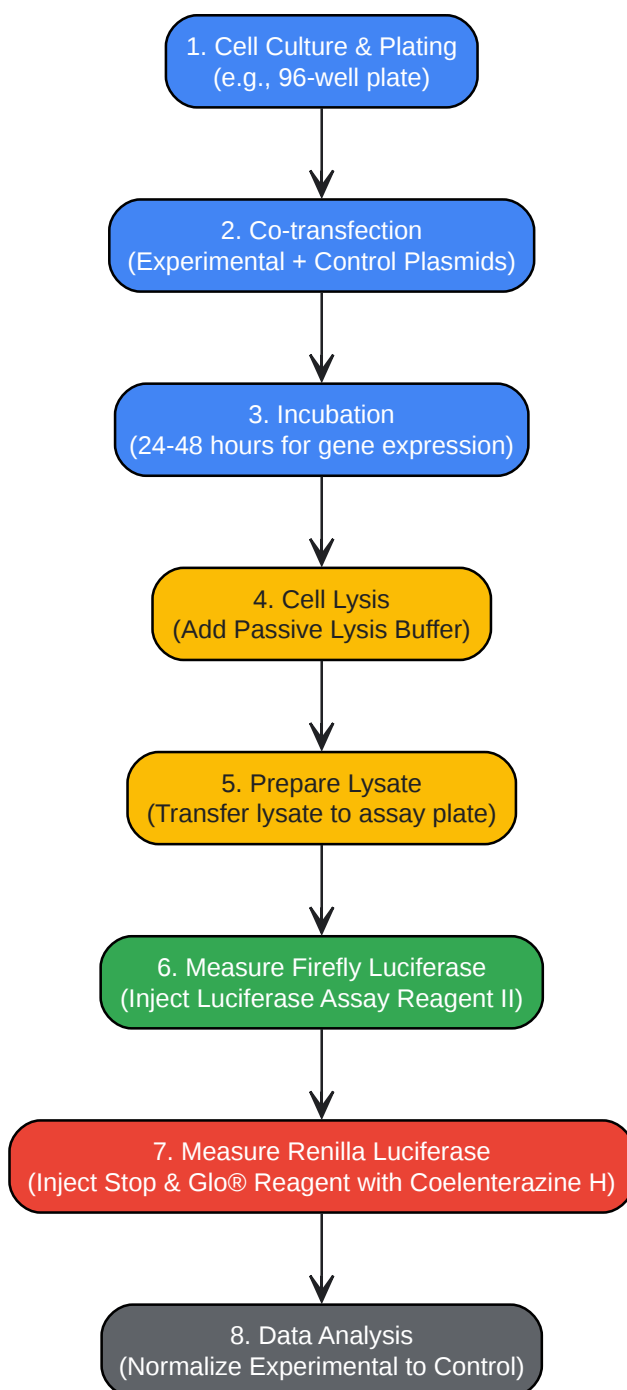 1. Cell Culture & Plating
(e.g., 96-well plate)
2. Co-transfection
(Experimental + Control Plasmids)
3. Incubation
(24-48 hours for gene expression)
4. Cell Lysis
(Add Passive Lysis Buffer)
5. Prepare Lysate
(Transfer lysate to assay plate)
6. Measure Firefly Luciferase
(Inject Luciferase Assay Reagent II)
7. Measure Renilla Luciferase
(Inject Stop & Glo® Reagent with Coelenterazine H)
8. Data Analysis
(Normalize Experimental to Control)